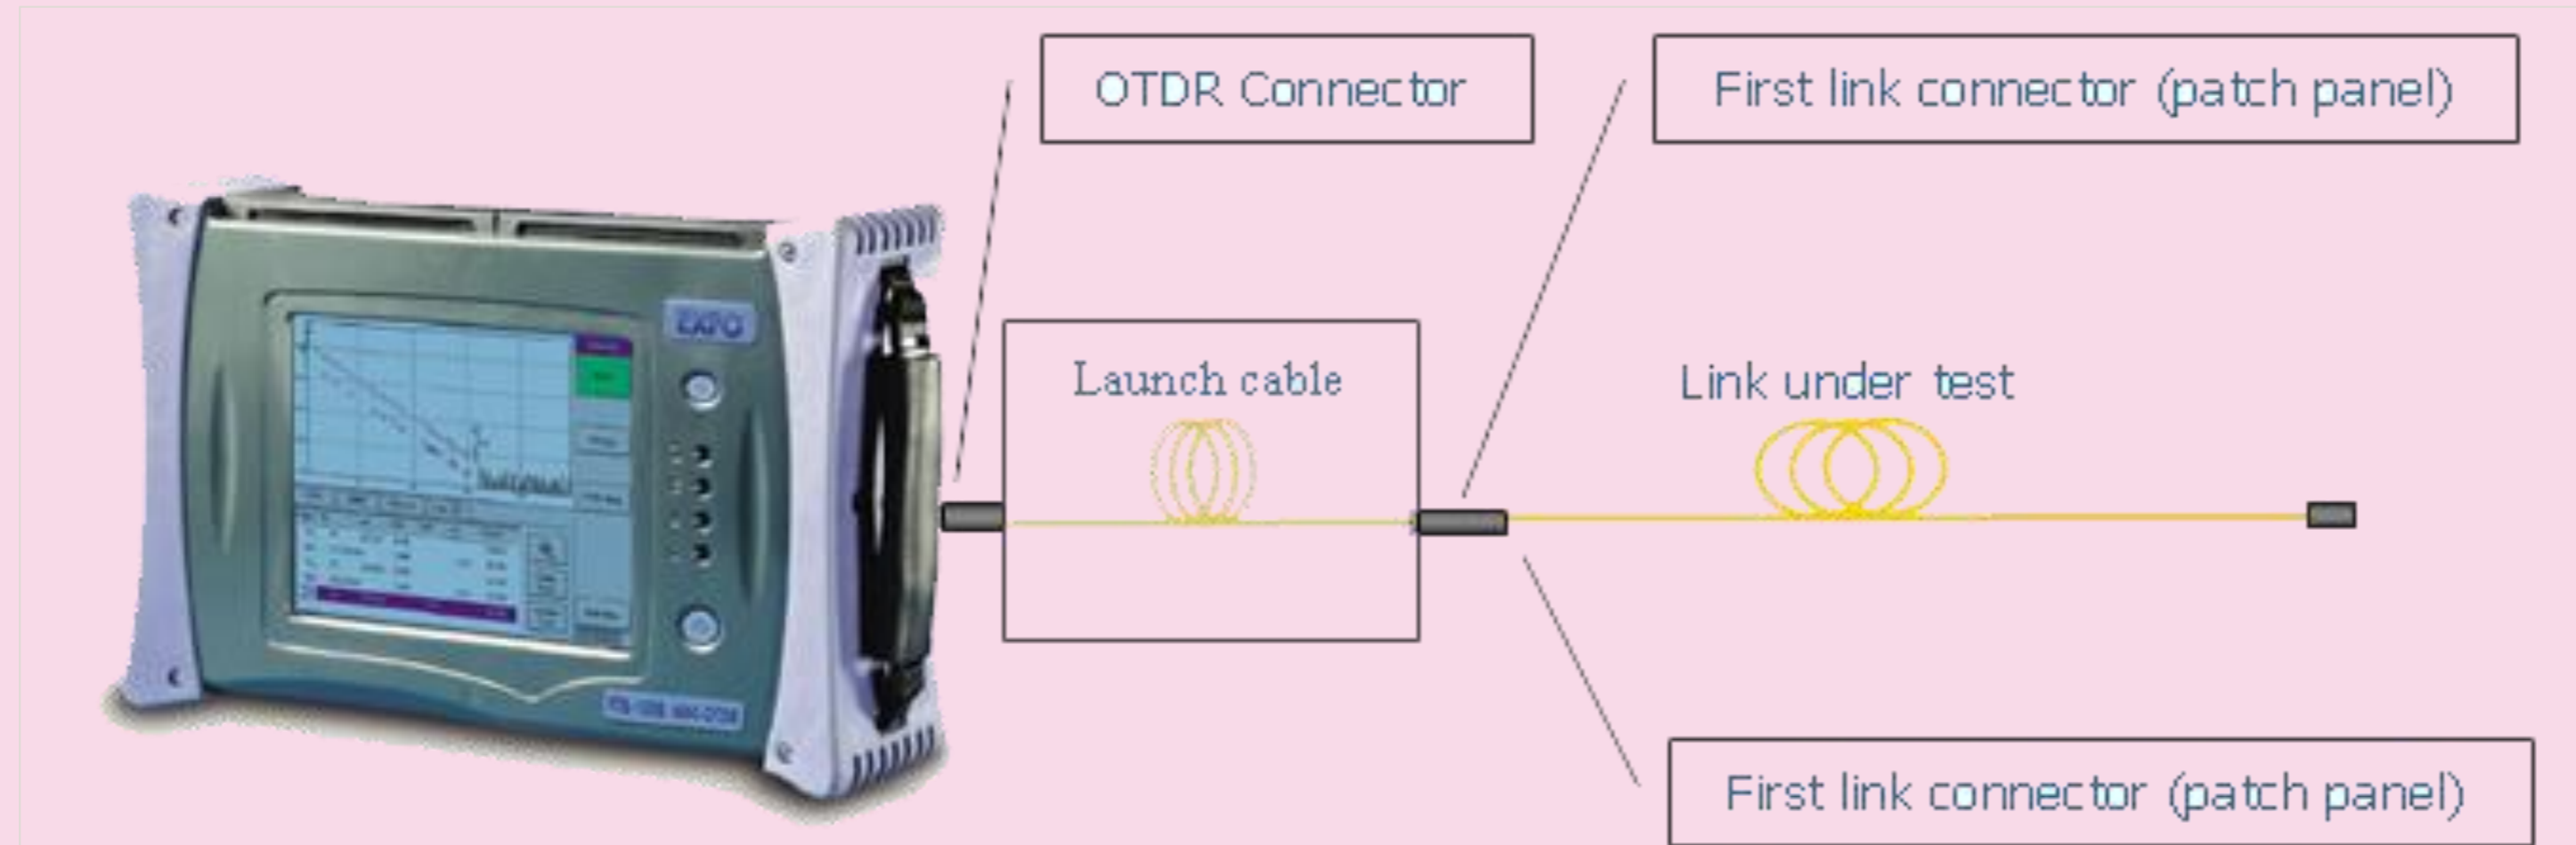 OTDR Connector
First link connector (patch panel)
EXFO
Launch cable
Link under test
First link connector (patch panel)